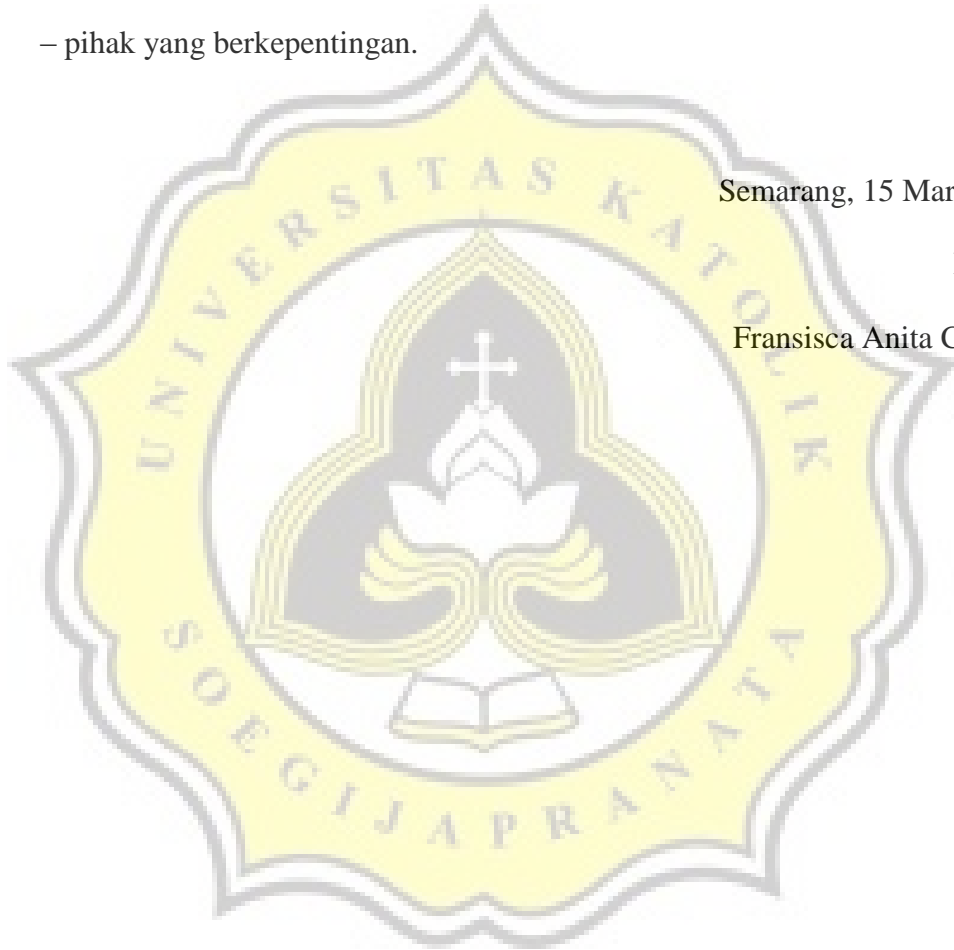 – pihak yang berkepentingan.
Semarang, 15 Mar
Fransisca Anita
UNIVERSITAS KATOLIK
SOEGIJAPRANATA